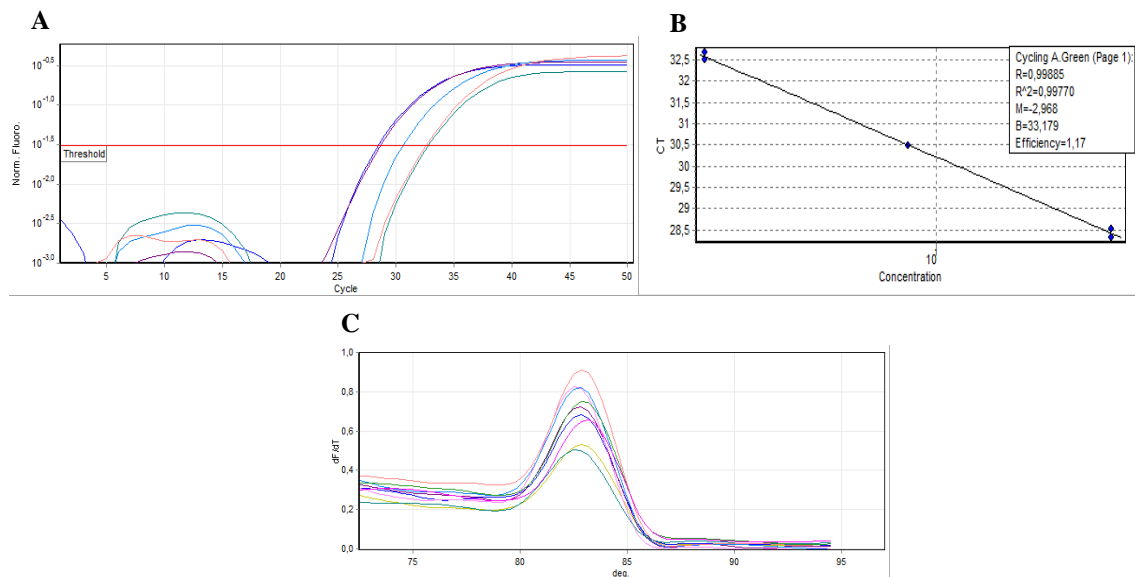 A
10^-0.5
10^-1.0
10^-1.5
10^-2.0
10^-2.5
10^-3.0
Norm. Fluoro.
Threshold
5 10 15 20 25 30 35 40 45 50
Cycle
B
32,5
32
31,5
31
30,5
30
29,5
29
28,5
CT
Cycling A.Green (Page 1):
R=0,99885
R^2=0,99770
M=-2,968
B=33,179
Efficiency=1,17
Concentration
C
1,0
0,8
0,6
0,4
0,2
0,0
dF/dT
75 80 85 90 95
deg.